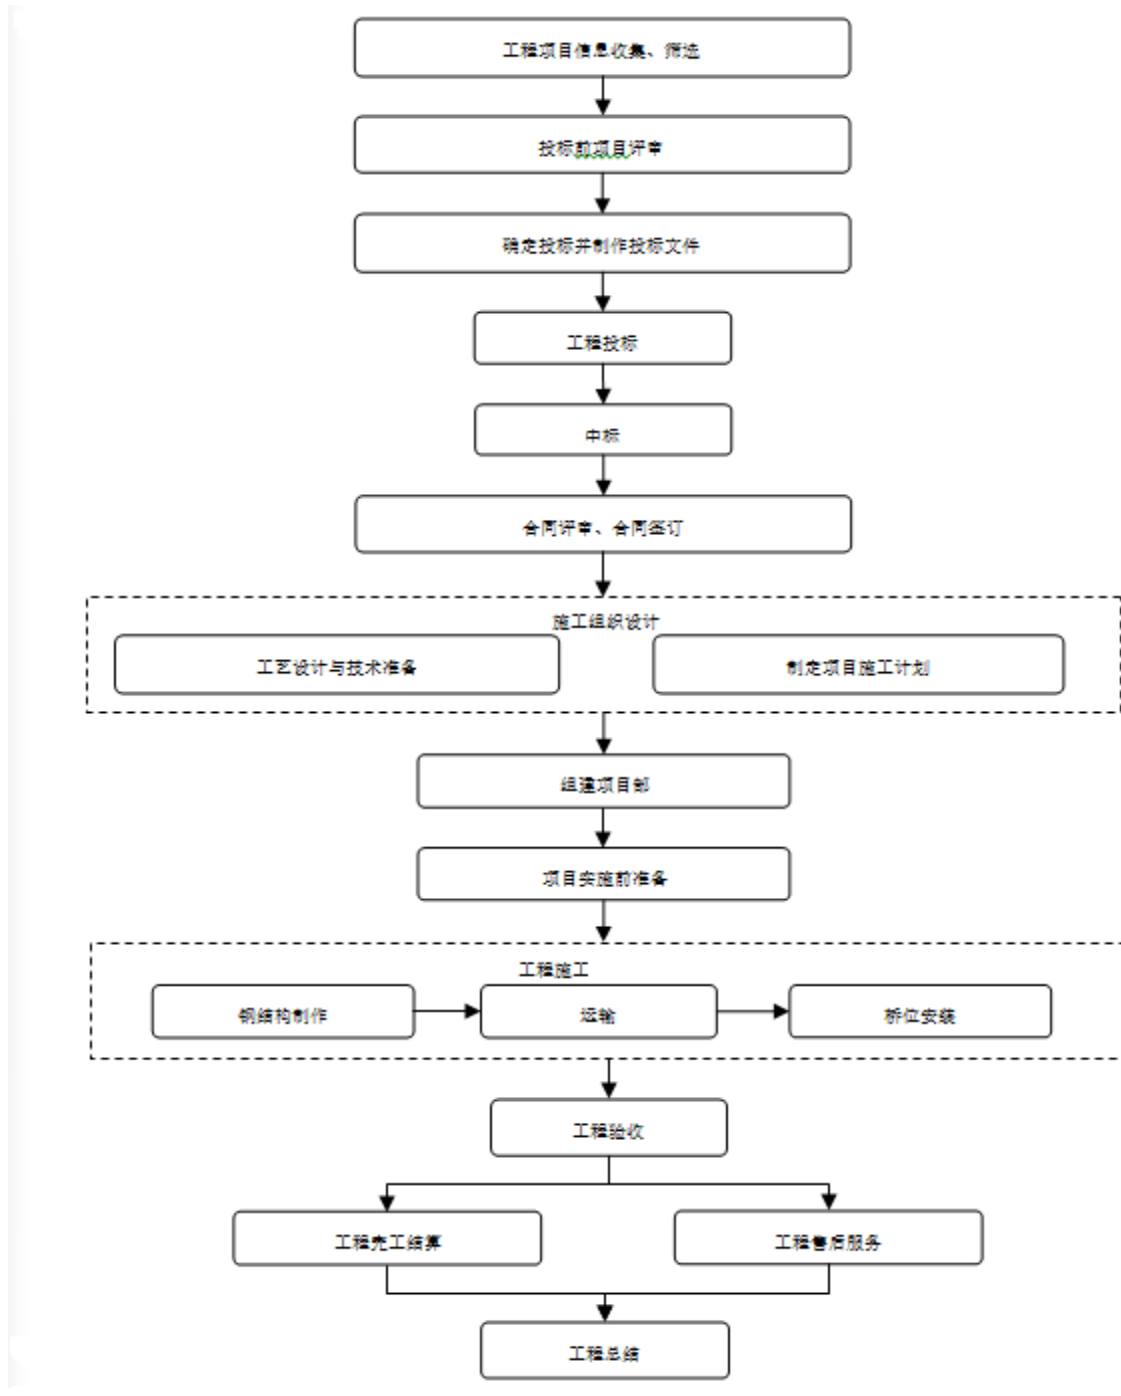 工程项目信息收集、筛选
投标前项目评审
确定投标并制作投标文件
工程投标
中标
合同评审、合同签订
施工组织设计
工艺设计与技术准备
制定项目施工计划
组建项目部
项目实施前准备
工程施工
钢结构制作
运输
桥位安装
工程验收
工程完工结算
工程售后服务
工程总结